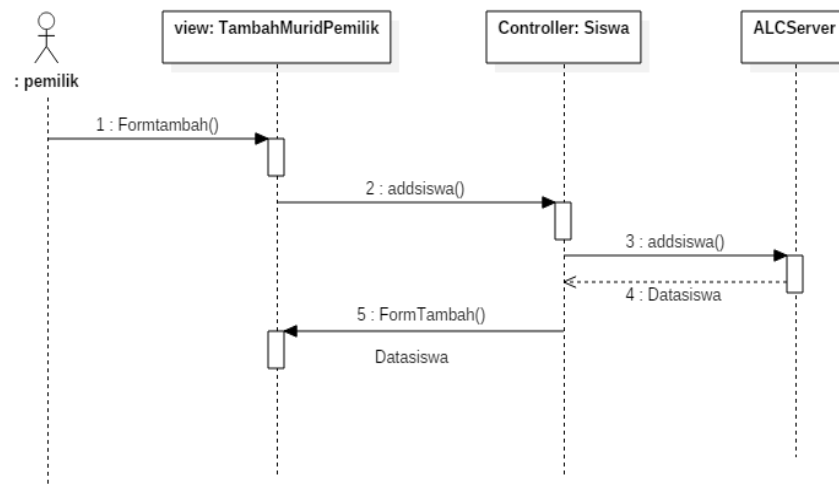 view: TambahMuridPemilik
Controller: Siswa
ALCServer
: pemilik
1 : Formtambah()
2 : addsiswa()
3 : addsiswa()
4 : Datasiswa
5 : FormTambah()
Datasiswa